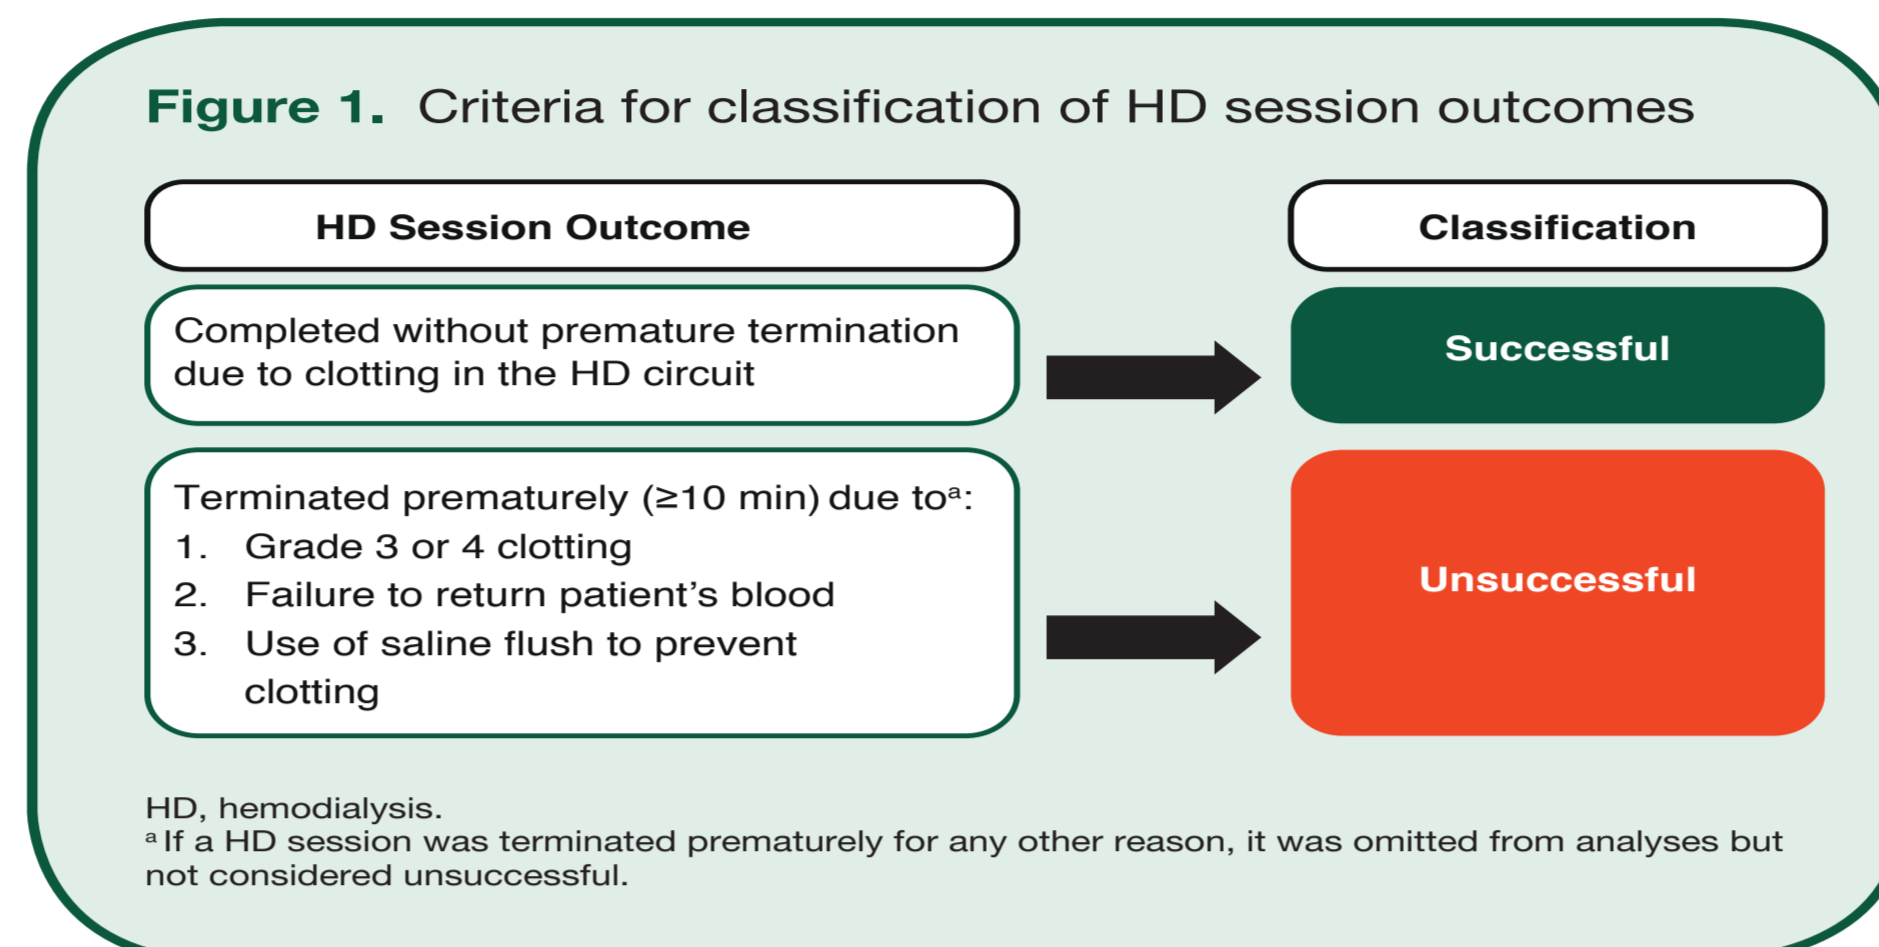 Figure 1. Criteria for classification of HD session outcomes
HD Session Outcome
Classification
Completed without premature termination
due to clotting in the HD circuit
Successful
Terminated prematurely (≥10 min) due toᵃ:
1. Grade 3 or 4 clotting
2. Failure to return patient’s blood
3. Use of saline flush to prevent
clotting
Unsuccessful
HD, hemodialysis.
ᵃ If a HD session was terminated prematurely for any other reason, it was omitted from analyses but
not considered unsuccessful.